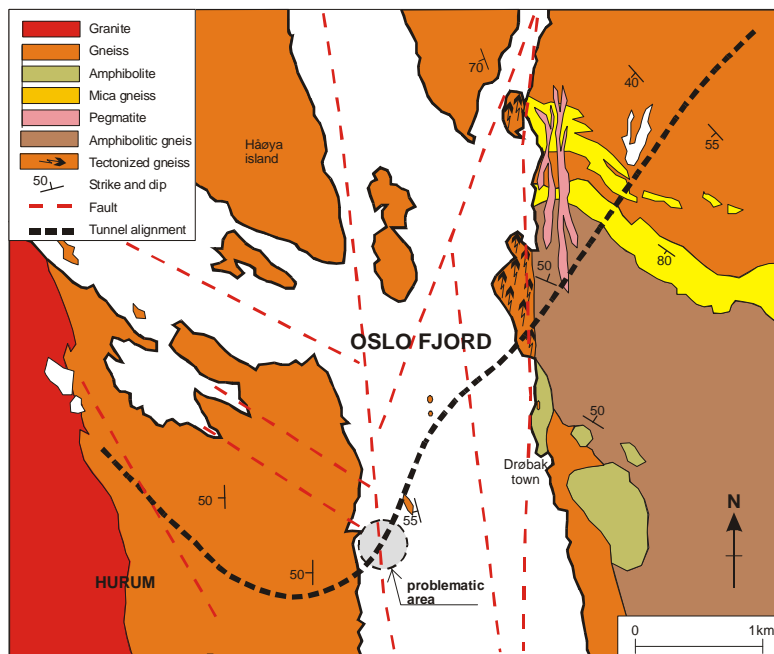 Granite
Gneiss
Amphibolite
Mica gneiss
Pegmatite
Amphibolitic gneis
Tectonized gneiss
50
Strike and dip
Fault
Tunnel alignment
Håøya
island
70
40
55
50
80
OSLO FJORD
50
Drøbak
town
50
55
50
HURUM
problematic
area
N
0
1km